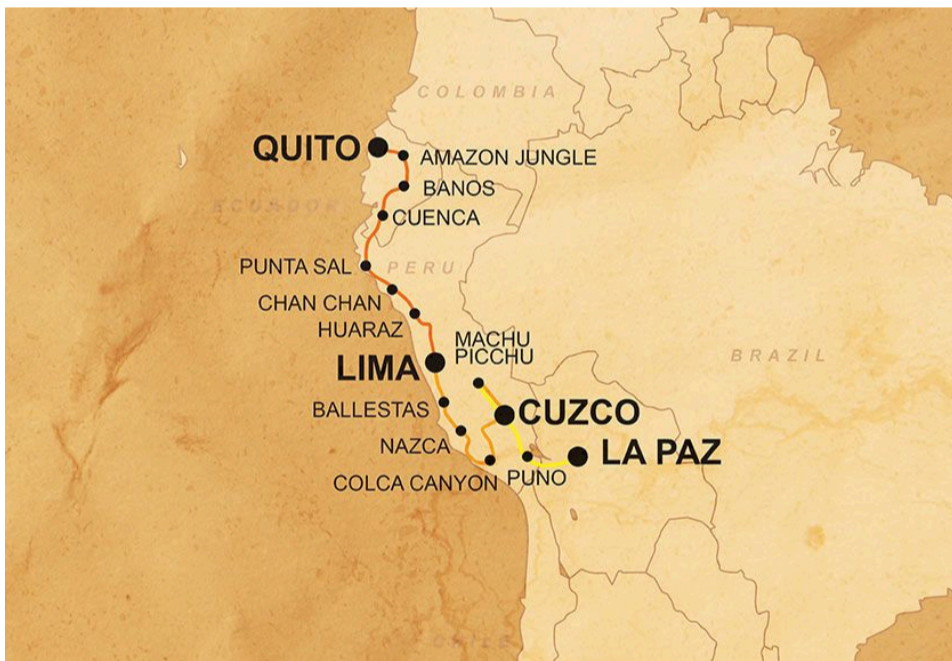 COLOMBIA
QUITO
AMAZON JUNGLE
BANOS
ECUADOR
CUENCA
PUNTA SAL
PERU
CHAN CHAN
HUARAZ
MACHU
PICCHU
BRAZIL
LIMA
BALLESTAS
CUZCO
NAZCA
LA PAZ
COLCA CANYON
PUNO
CHILE